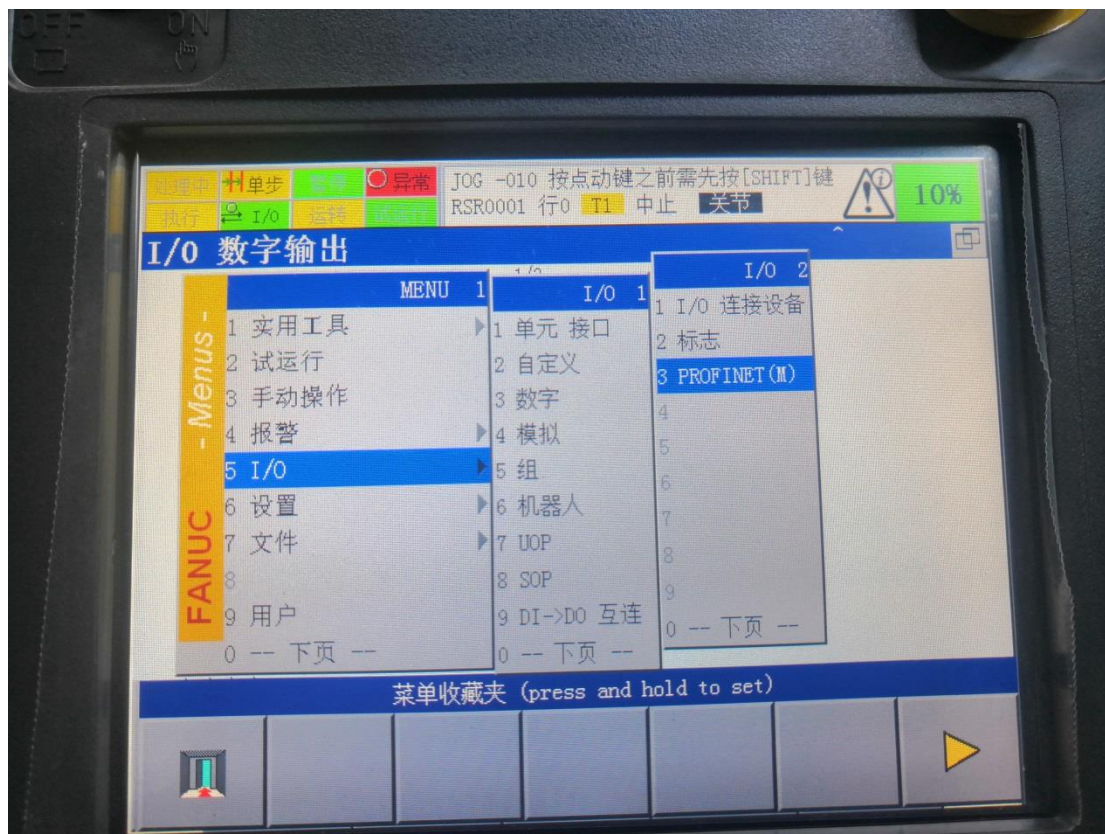 OFF ON
处理中 单步 暂停 异常 JOG -010 按点动键之前需先按[SHIFT]键
执行 I/O 运转 试运行 RSR0001 行0 T1 中止 关节 10%
I/O 数字输出
FANUC - Menus -
MENU 1
1 实用工具
2 试运行
3 手动操作
4 报警
5 I/O
6 设置
7 文件
8
9 用户
0 -- 下页 --
I/O 1
1 单元 接口
2 自定义
3 数字
4 模拟
5 组
6 机器人
7 UOP
8 SOP
9 DI->DO 互连
0 -- 下页 --
I/O 2
1 I/O 连接设备
2 标志
3 PROFINET(M)
4
5
6
7
8
9
0 -- 下页 --
菜单收藏夹 (press and hold to set)